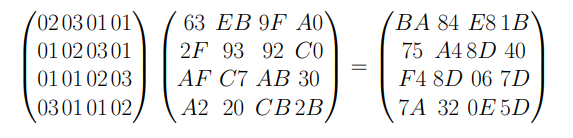 02 03 01 01 63 EB 9F A0 BA 84 E8 1B
01 02 03 01 2F 93 92 C0 75 A4 8D 40
=
01 01 02 03 AF C7 AB 30 F4 8D 06 7D
03 01 01 02 A2 20 CB 2B 7A 32 0E 5D